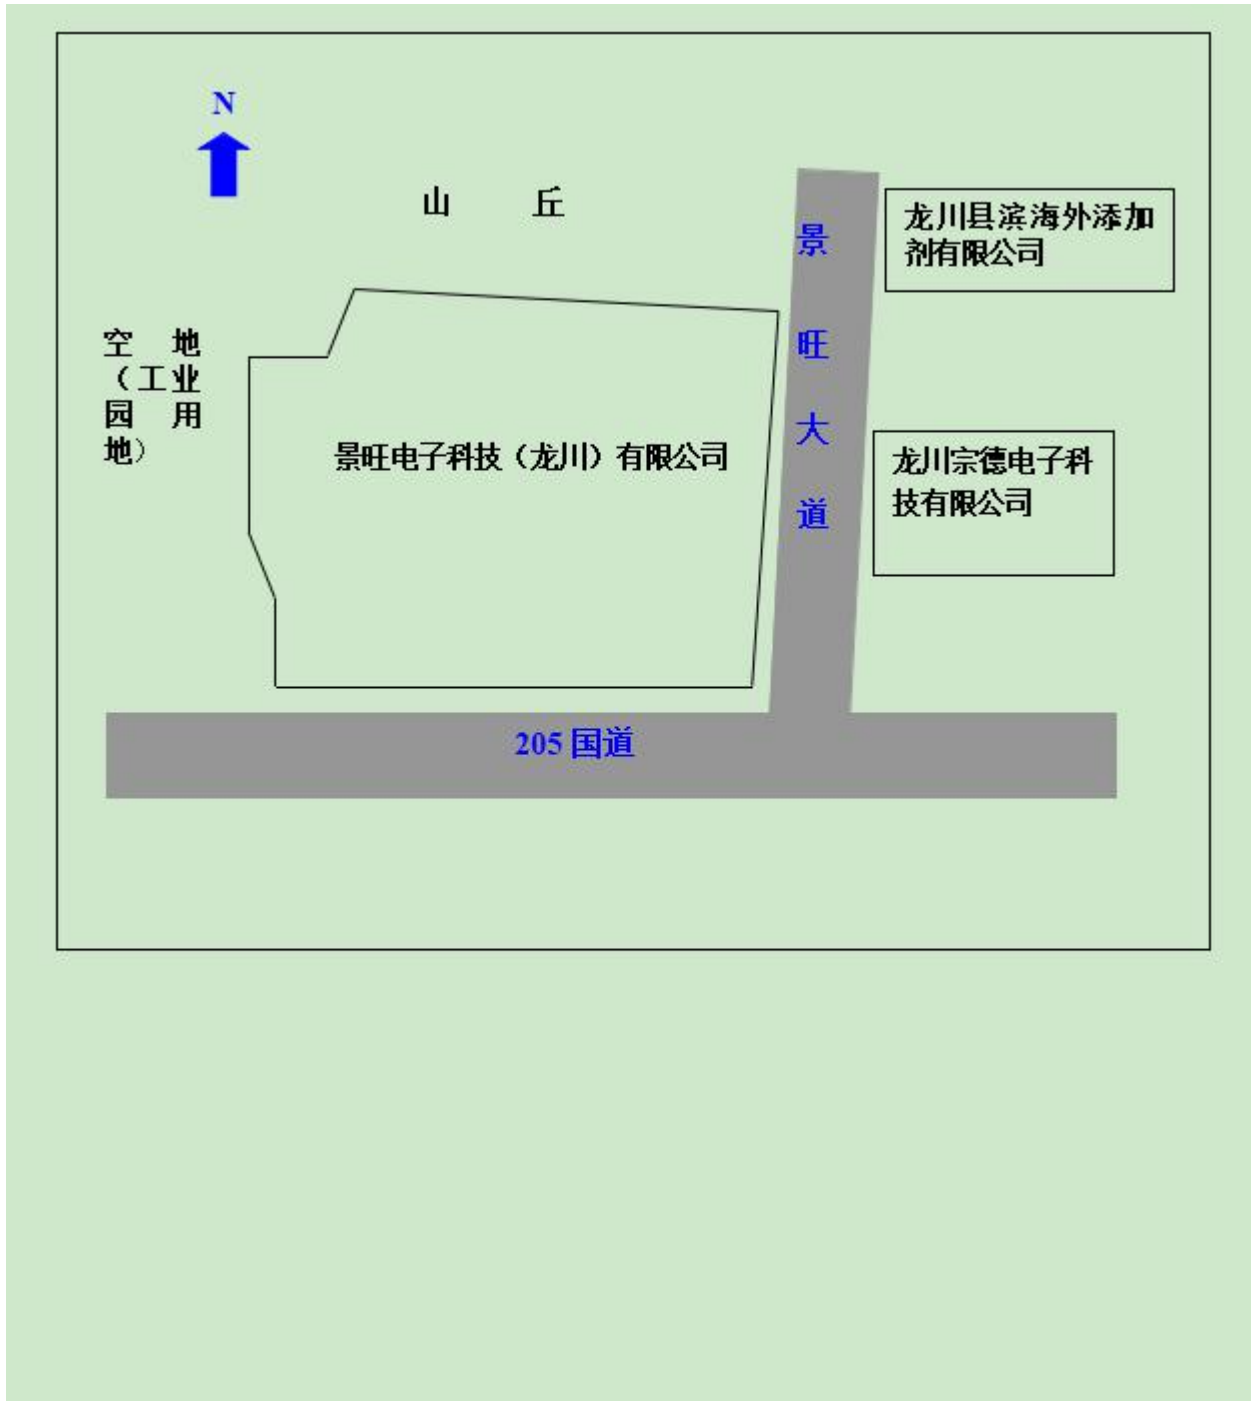 N
山 丘
景
旺
大
道
龙川县滨海外添加
剂有限公司
空 地
（工业
园 用
地）
景旺电子科技（龙川）有限公司
龙川宗德电子科
技有限公司
205 国道